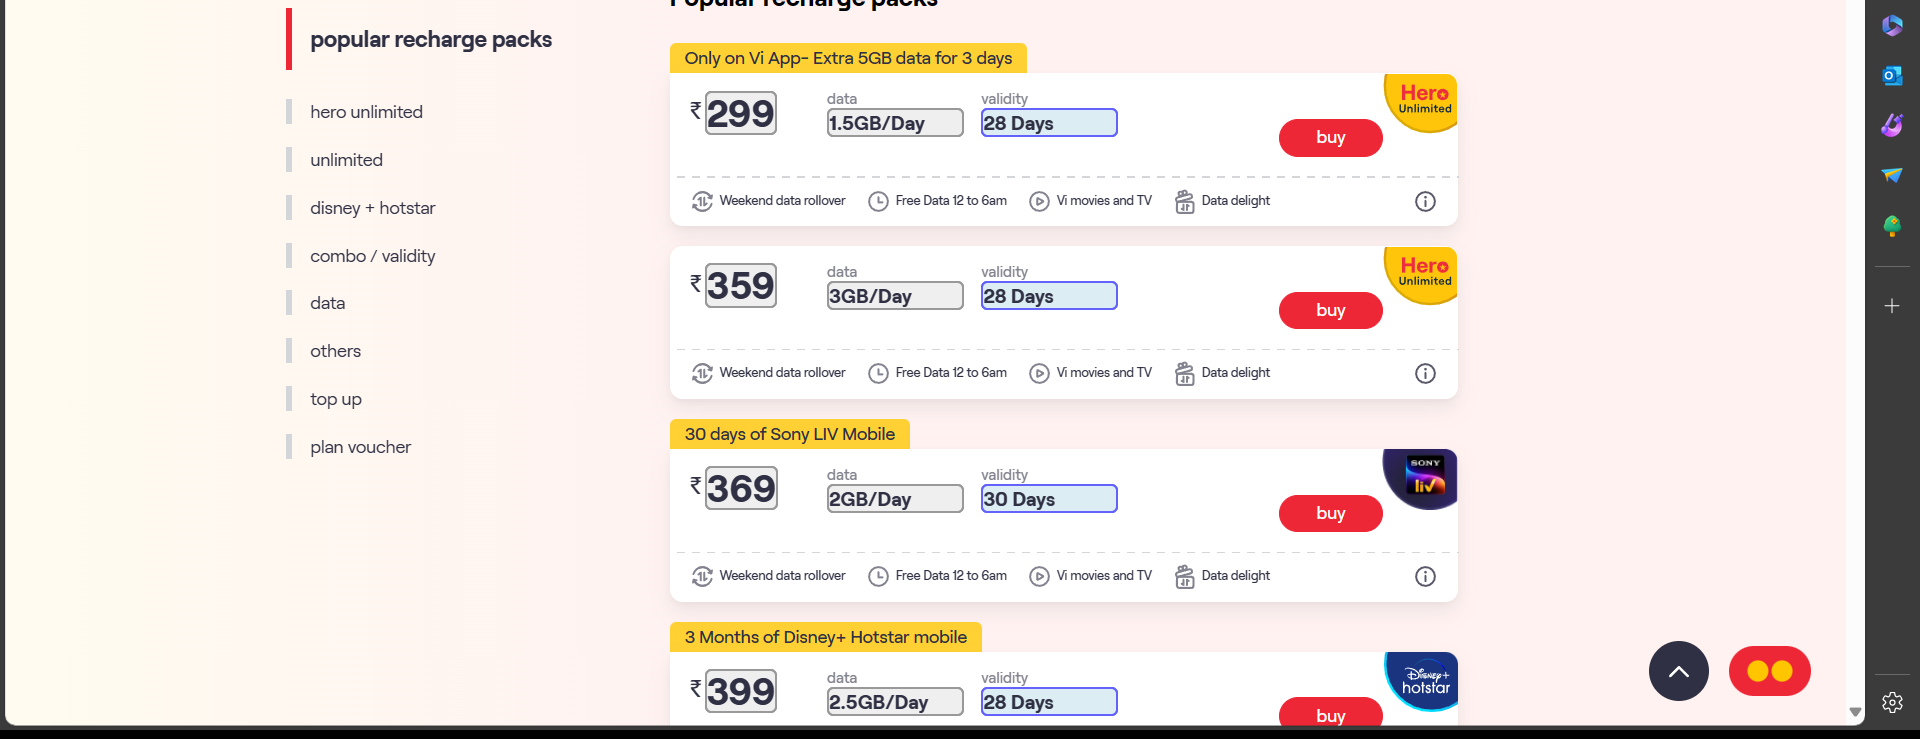 popular recharge packs
hero unlimited
unlimited
disney + hotstar
combo / validity
data
others
top up
plan voucher
Popular recharge packs
Only on Vi App- Extra 5GB data for 3 days
₹ 299
data
1.5GB/Day
validity
28 Days
buy
Hero
Unlimited
Weekend data rollover
Free Data 12 to 6am
Vi movies and TV
Data delight
₹ 359
data
3GB/Day
validity
28 Days
buy
Hero
Unlimited
Weekend data rollover
Free Data 12 to 6am
Vi movies and TV
Data delight
30 days of Sony LIV Mobile
₹ 369
data
2GB/Day
validity
30 Days
buy
SONY
liv
Weekend data rollover
Free Data 12 to 6am
Vi movies and TV
Data delight
3 Months of Disney+ Hotstar mobile
₹ 399
data
2.5GB/Day
validity
28 Days
buy
Disney+
hotstar